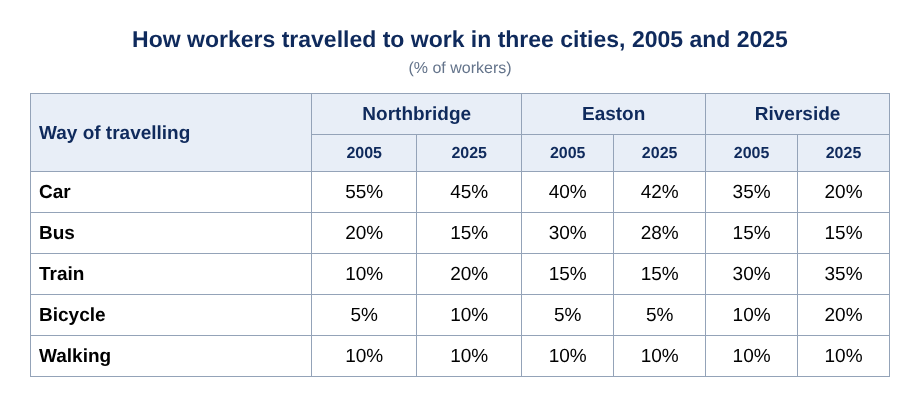 How workers travelled to work in three cities, 2005 and 2025
(% of workers)
Way of travelling Northbridge Easton Riverside
2005 2025 2005 2025 2005 2025
Car 55% 45% 40% 42% 35% 20%
Bus 20% 15% 30% 28% 15% 15%
Train 10% 20% 15% 15% 30% 35%
Bicycle 5% 10% 5% 5% 10% 20%
Walking 10% 10% 10% 10% 10% 10%